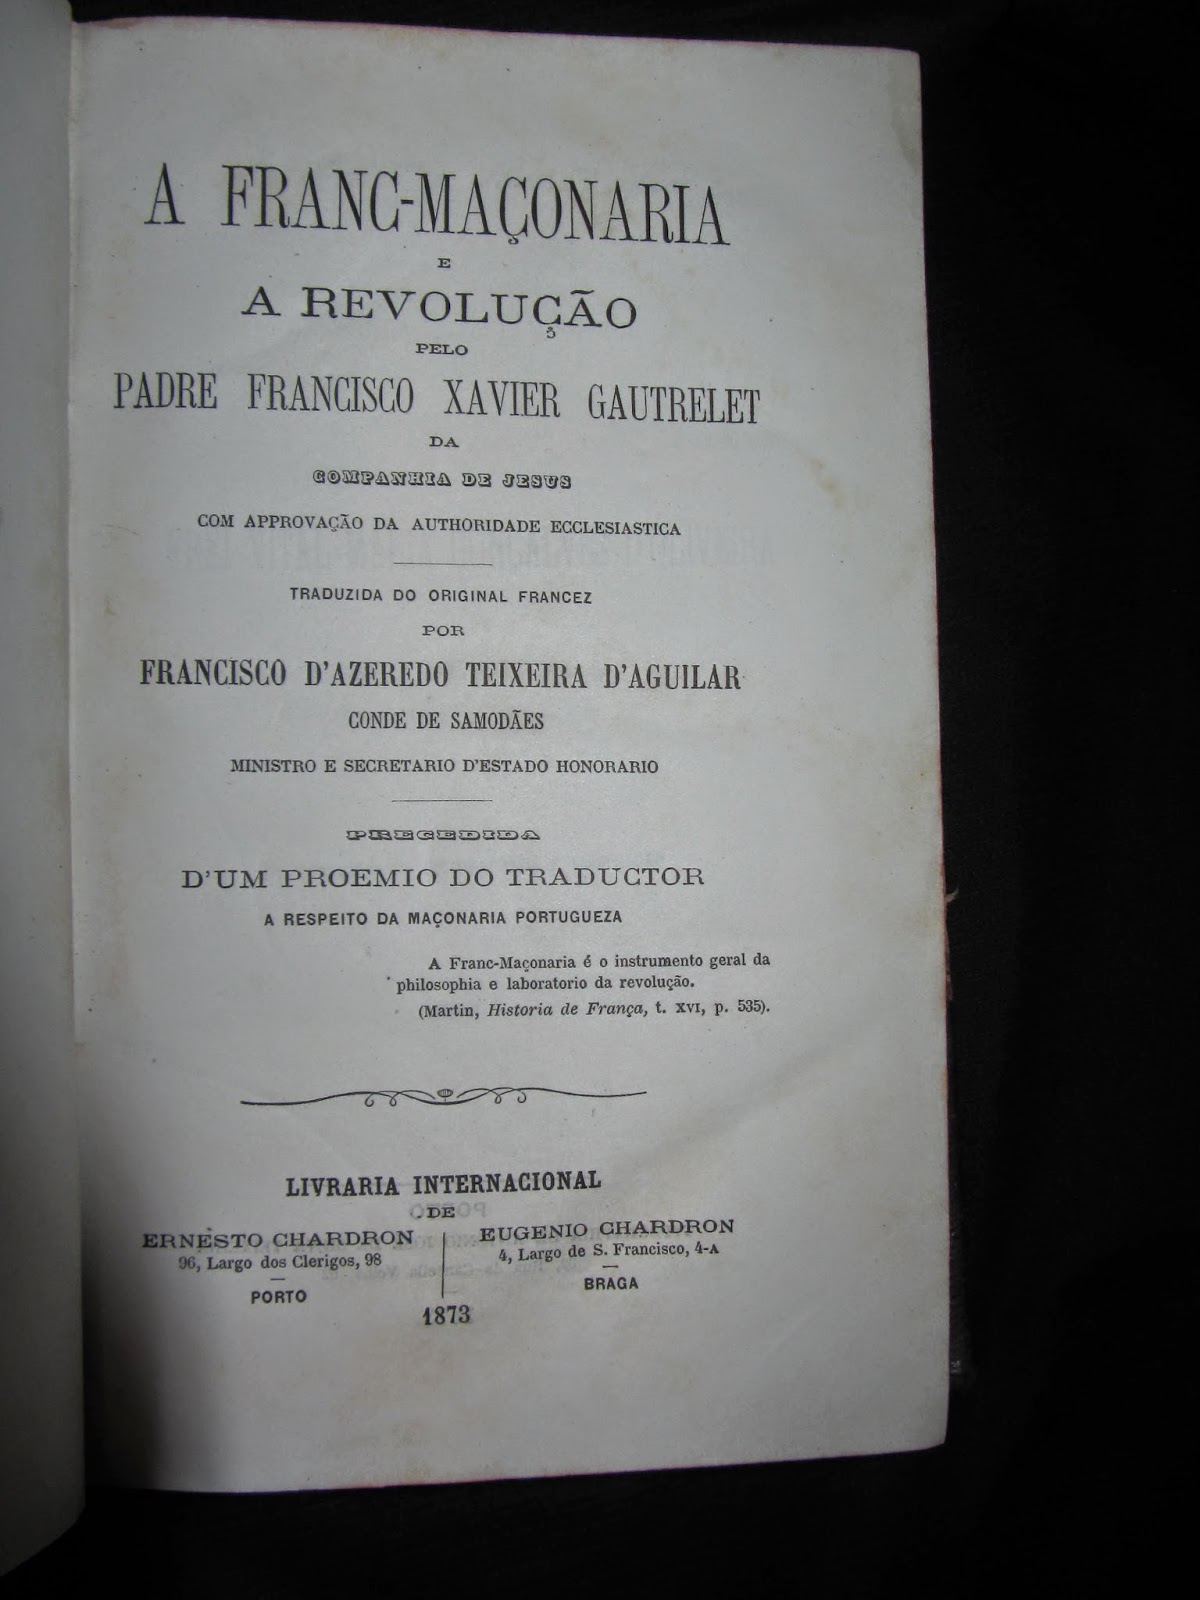 A FRANC-MAÇONARIA
E
A REVOLUÇÃO
PELO
PADRE FRANCISCO XAVIER GAUTRELET
DA
COMPANHIA DE JESUS
COM APPROVAÇÃO DA AUTHORIDADE ECCLESIASTICA
TRADUZIDA DO ORIGINAL FRANCEZ
POR
FRANCISCO D'AZEREDO TEIXEIRA D'AGUILAR
CONDE DE SAMODÃES
MINISTRO E SECRETARIO D'ESTADO HONORARIO
PRECEDIDA
D'UM PROEMIO DO TRADUCTOR
A RESPEITO DA MAÇONARIA PORTUGUEZA
A Franc-Maçonaria é o instrumento geral da
philosophia e laboratorio da revolução.
(Martin, Historia de França, t. XVI, p. 535).
LIVRARIA INTERNACIONAL
DE
ERNESTO CHARDRON
96, Largo dos Clerigos, 98
PORTO
EUGENIO CHARDRON
4, Largo de S. Francisco, 4-A
BRAGA
1873